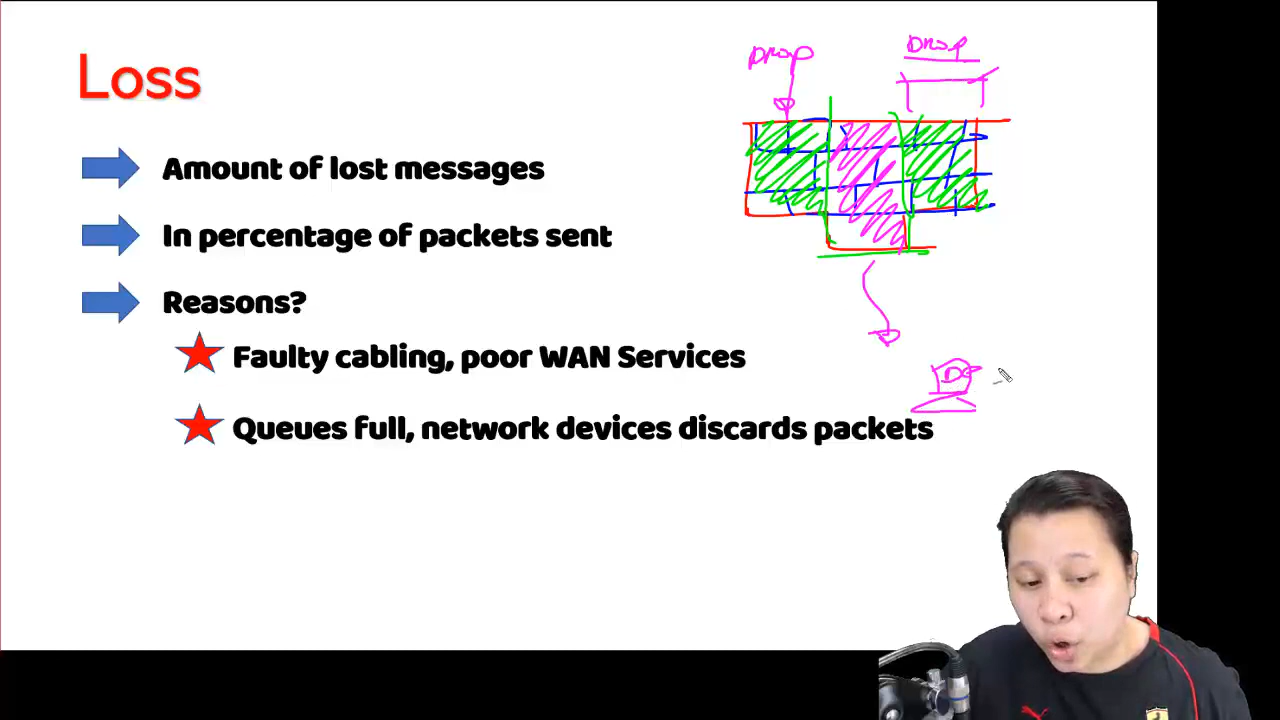 Loss
Drop
Drop
Amount of lost messages
In percentage of packets sent
Reasons?
Faulty cabling, poor WAN Services
Queues full, network devices discards packets